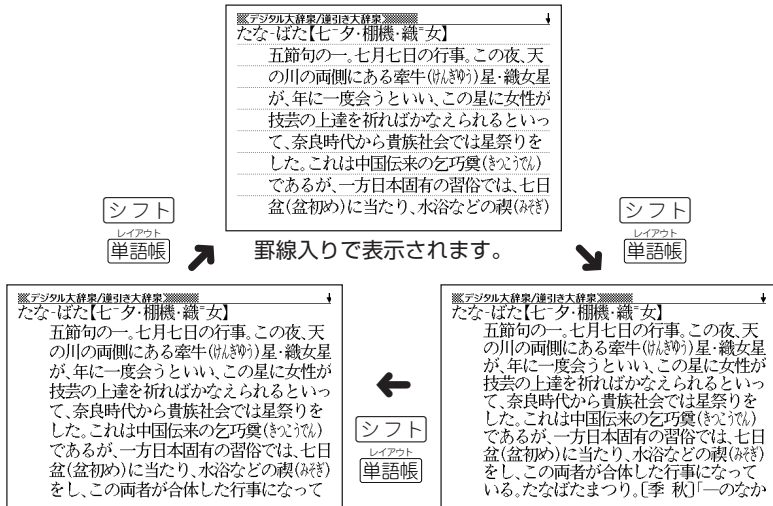 デジタル大辞泉/逆引き大辞泉
たな‐ばた【七‐夕・棚機・織=女】
五節句の一。七月七日の行事。この夜、天
の川の両側にある牽牛(けんぎゆう)星・織女星
が、年に一度会うといい、この星に女性が
技芸の上達を祈ればかなえられるといっ
て、奈良時代から貴族社会では星祭りを
した。これは中国伝来の乞巧奠(きつこうでん)
であるが、一方日本固有の習俗では、七日
盆(盆初め)に当たり、水浴などの禊(みそぎ)
シフト
レイアウト
単語帳
罫線入りで表示されます。
シフト
レイアウト
単語帳
デジタル大辞泉/逆引き大辞泉
たな‐ばた【七‐夕・棚機・織=女】
五節句の一。七月七日の行事。この夜、天
の川の両側にある牽牛(けんぎゆう)星・織女星
が、年に一度会うといい、この星に女性が
技芸の上達を祈ればかなえられるといっ
て、奈良時代から貴族社会では星祭りを
した。これは中国伝来の乞巧奠(きつこうでん)
であるが、一方日本固有の習俗では、七日
盆(盆初め)に当たり、水浴などの禊(みそぎ)
をし、この両者が合体した行事になって
シフト
レイアウト
単語帳
デジタル大辞泉/逆引き大辞泉
たな‐ばた【七‐夕・棚機・織=女】
五節句の一。七月七日の行事。この夜、天
の川の両側にある牽牛(けんぎゆう)星・織女星
が、年に一度会うといい、この星に女性が
技芸の上達を祈ればかなえられるといっ
て、奈良時代から貴族社会では星祭りを
した。これは中国伝来の乞巧奠(きつこうでん)
であるが、一方日本固有の習俗では、七日
盆(盆初め)に当たり、水浴などの禊(みそぎ)
をし、この両者が合体した行事になって
いる。たなばたまつり。〔季 秋〕「―のなか